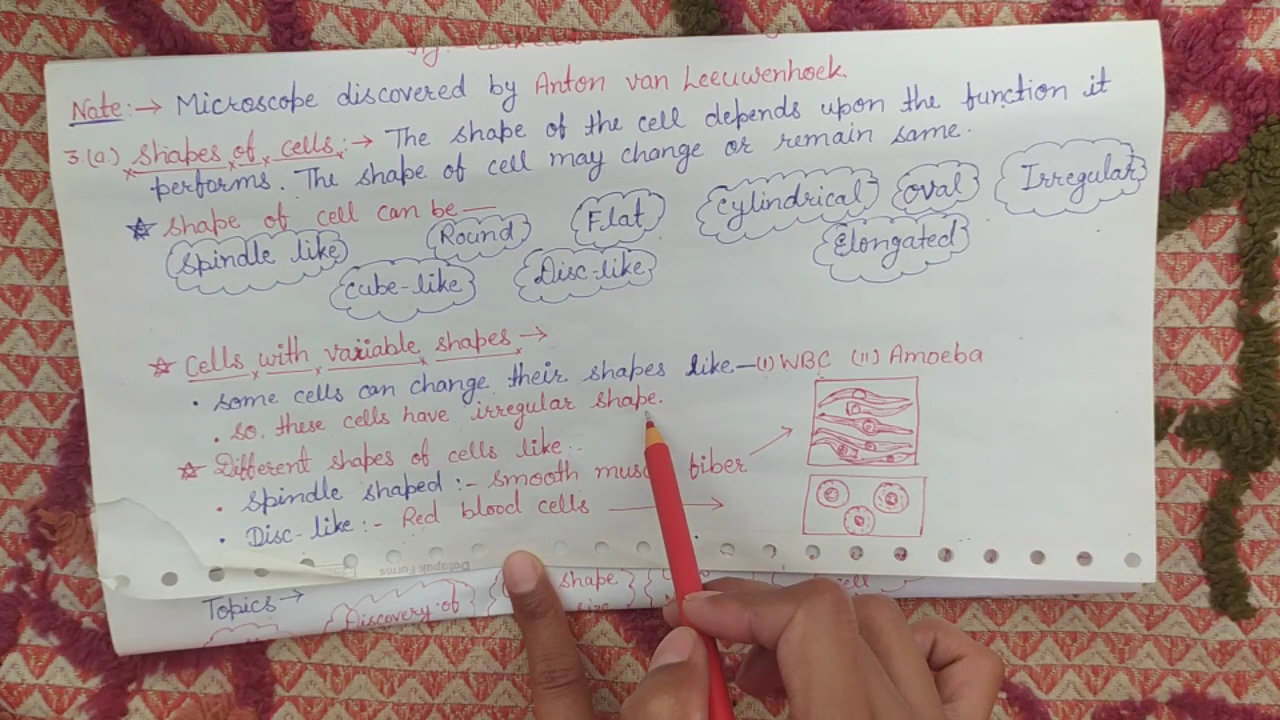 Note:→ Microscope discovered by Anton van Leeuwenhoek.
3.(a.) shapes of cells:→ The shape of the cell depends upon the function it
performs. The shape of cell may change or remain same.
shape of cell can be—
Spindle like Round Flat Cylindrical oval Irregular
Cube-like Disc-like Elongated
Cells with variable shapes→
• some cells can change their shapes like—(i) WBC (ii) Amoeba
• so, these cells have irregular shape.
Different shapes of cells like:-
• Spindle shaped:- smooth fiber
• Disc-like:- Red blood cells
Datapak Forms
Topics→ Discovery of shape cell